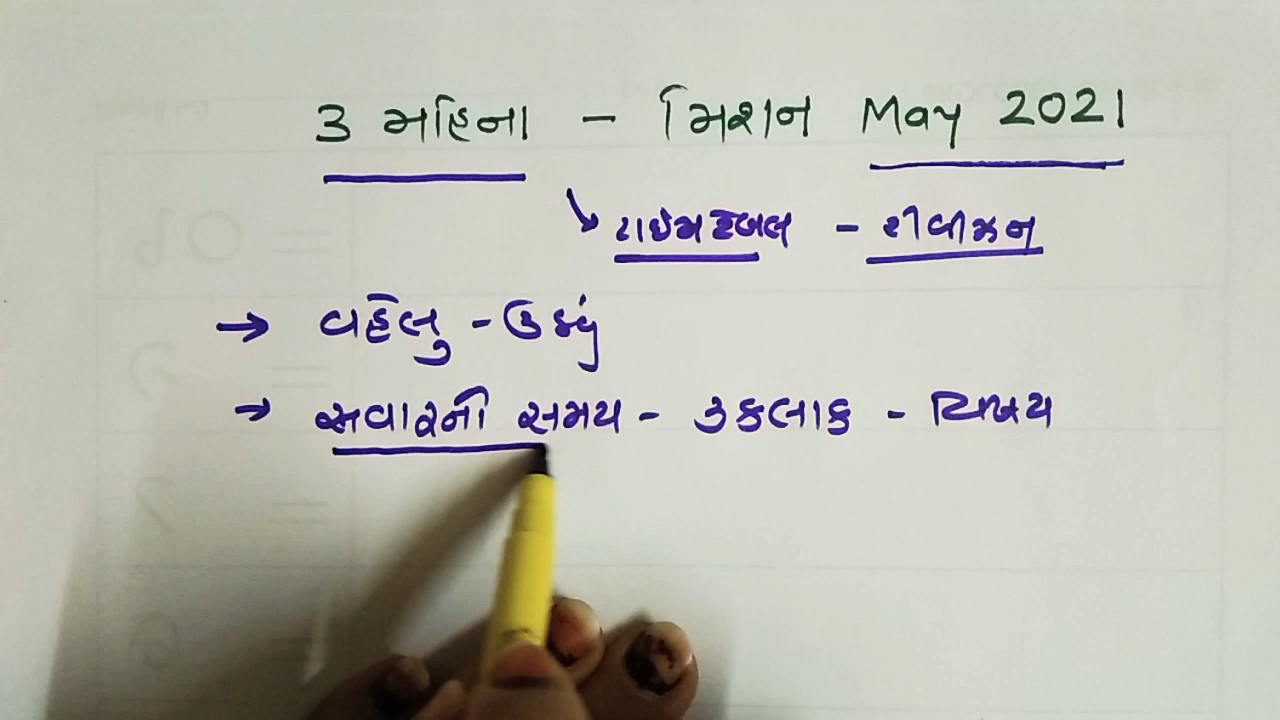 3 મહિના - મિશન May 2021
↘ ટાઇમટેબલ - રીવીઝન
→ વહેલુ - ઉઠવું
→ સવારની સમય - 3 કલાક - વિષય